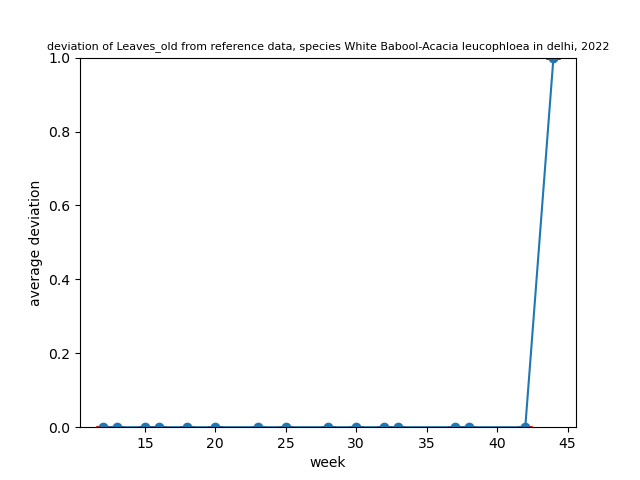 deviation of Leaves_old from reference data, species White Babool-Acacia leucophloea in delhi, 2022
1.0
0.8
0.6
0.4
0.2
0.0
average deviation
15 20 25 30 35 40 45
week